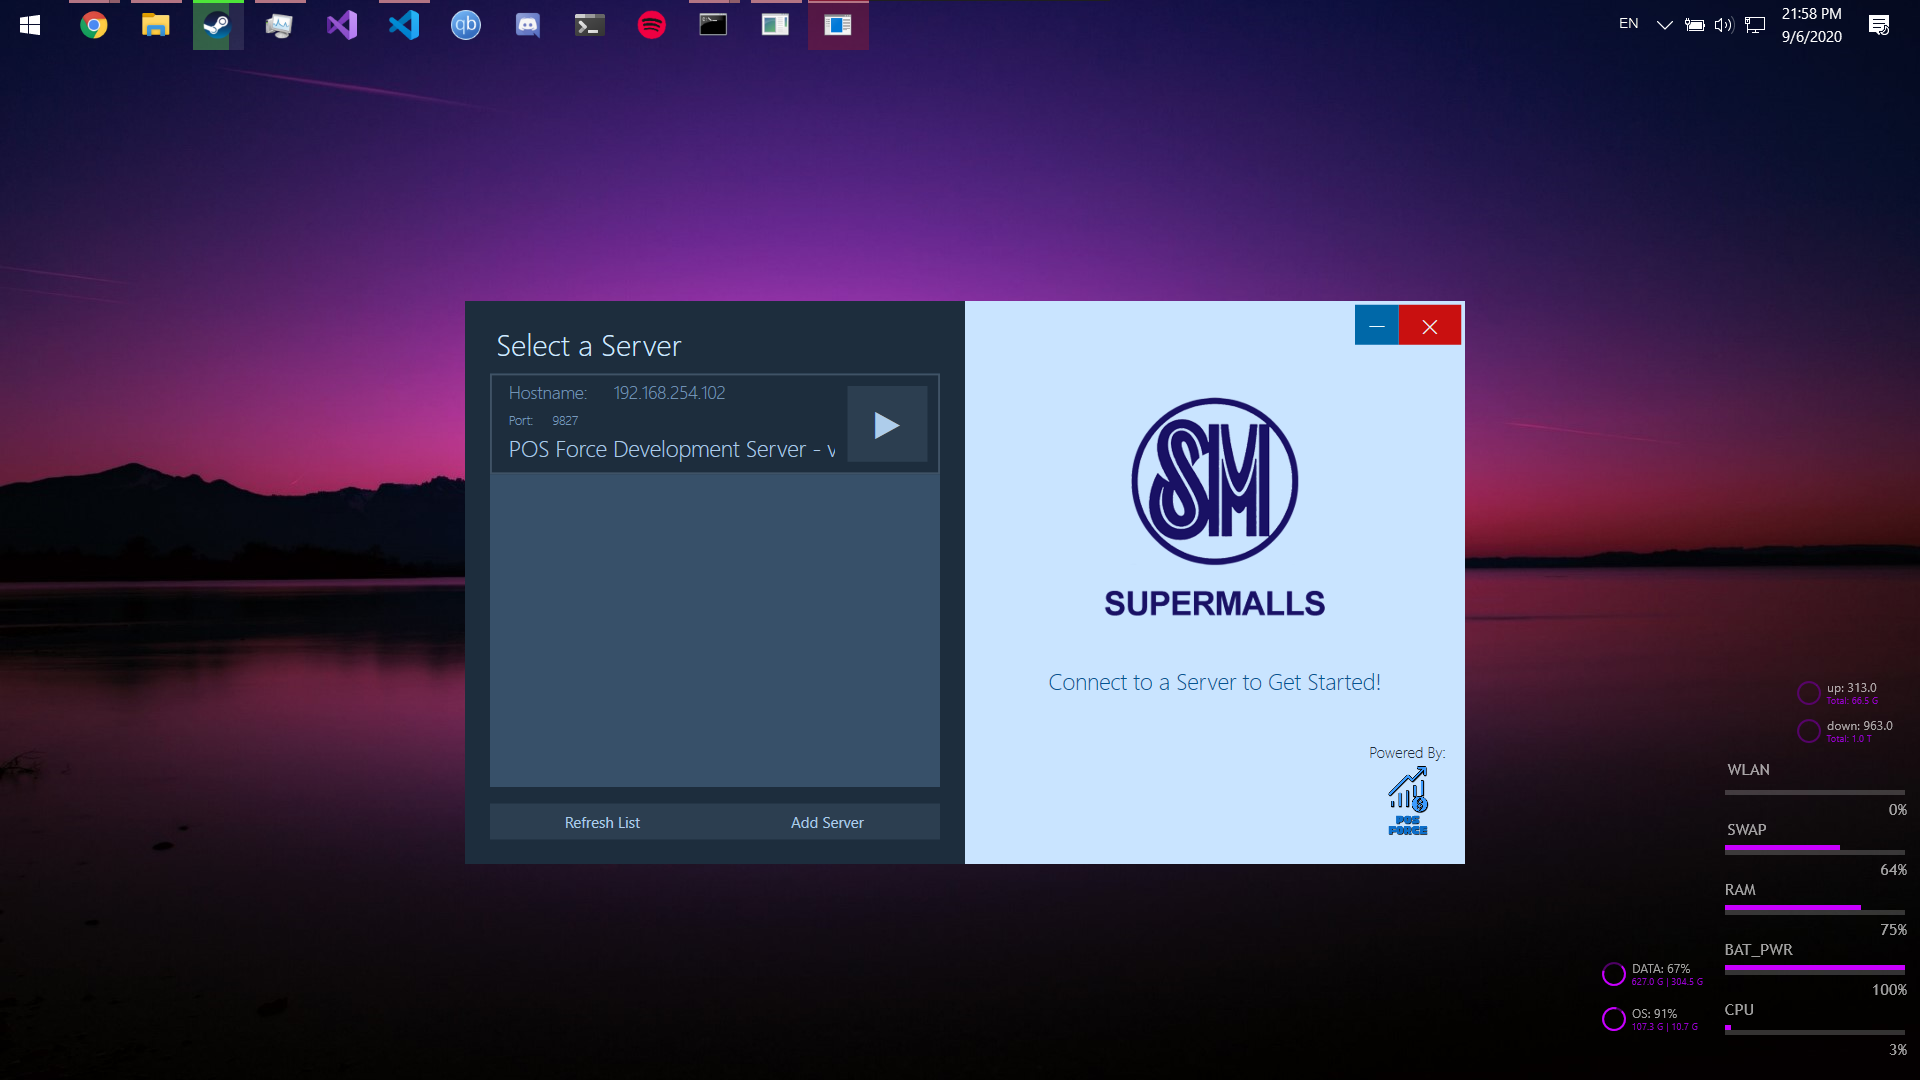 qb
EN
21:58 PM
9/6/2020
Select a Server
Hostname: 192.168.254.102
Port: 9827
POS Force Development Server - v
Refresh List
Add Server
SM
SUPERMALLS
Connect to a Server to Get Started!
Powered By:
POS
FORCE
up: 313.0
Total: 66.5 G
down: 963.0
Total: 1.0 T
WLAN
0%
SWAP
64%
RAM
75%
BAT_PWR
100%
DATA: 67%
627.0 G | 304.5 G
OS: 91%
107.3 G | 10.7 G
CPU
3%